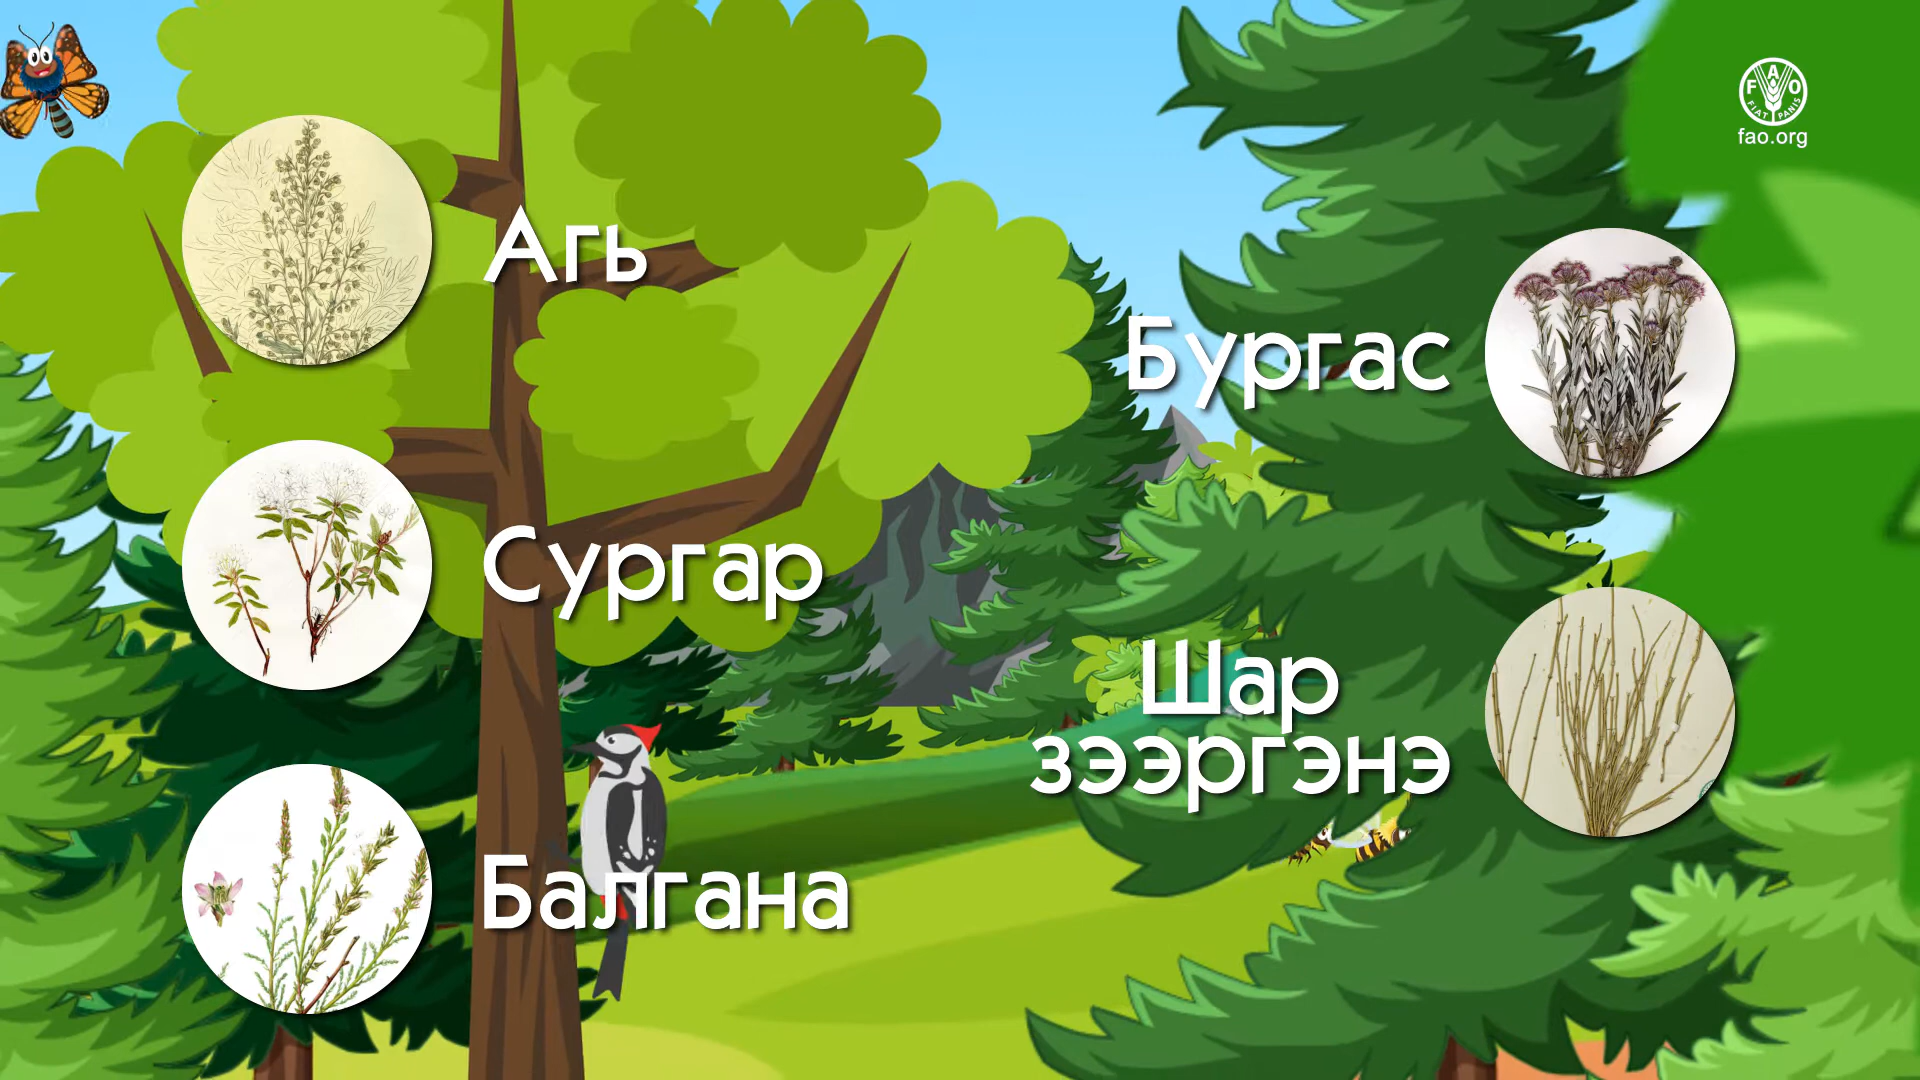 Агь
Сургар
Балгана
Бургас
Шар
зээргэнэ
FAO
FIAT PANIS
fao.org